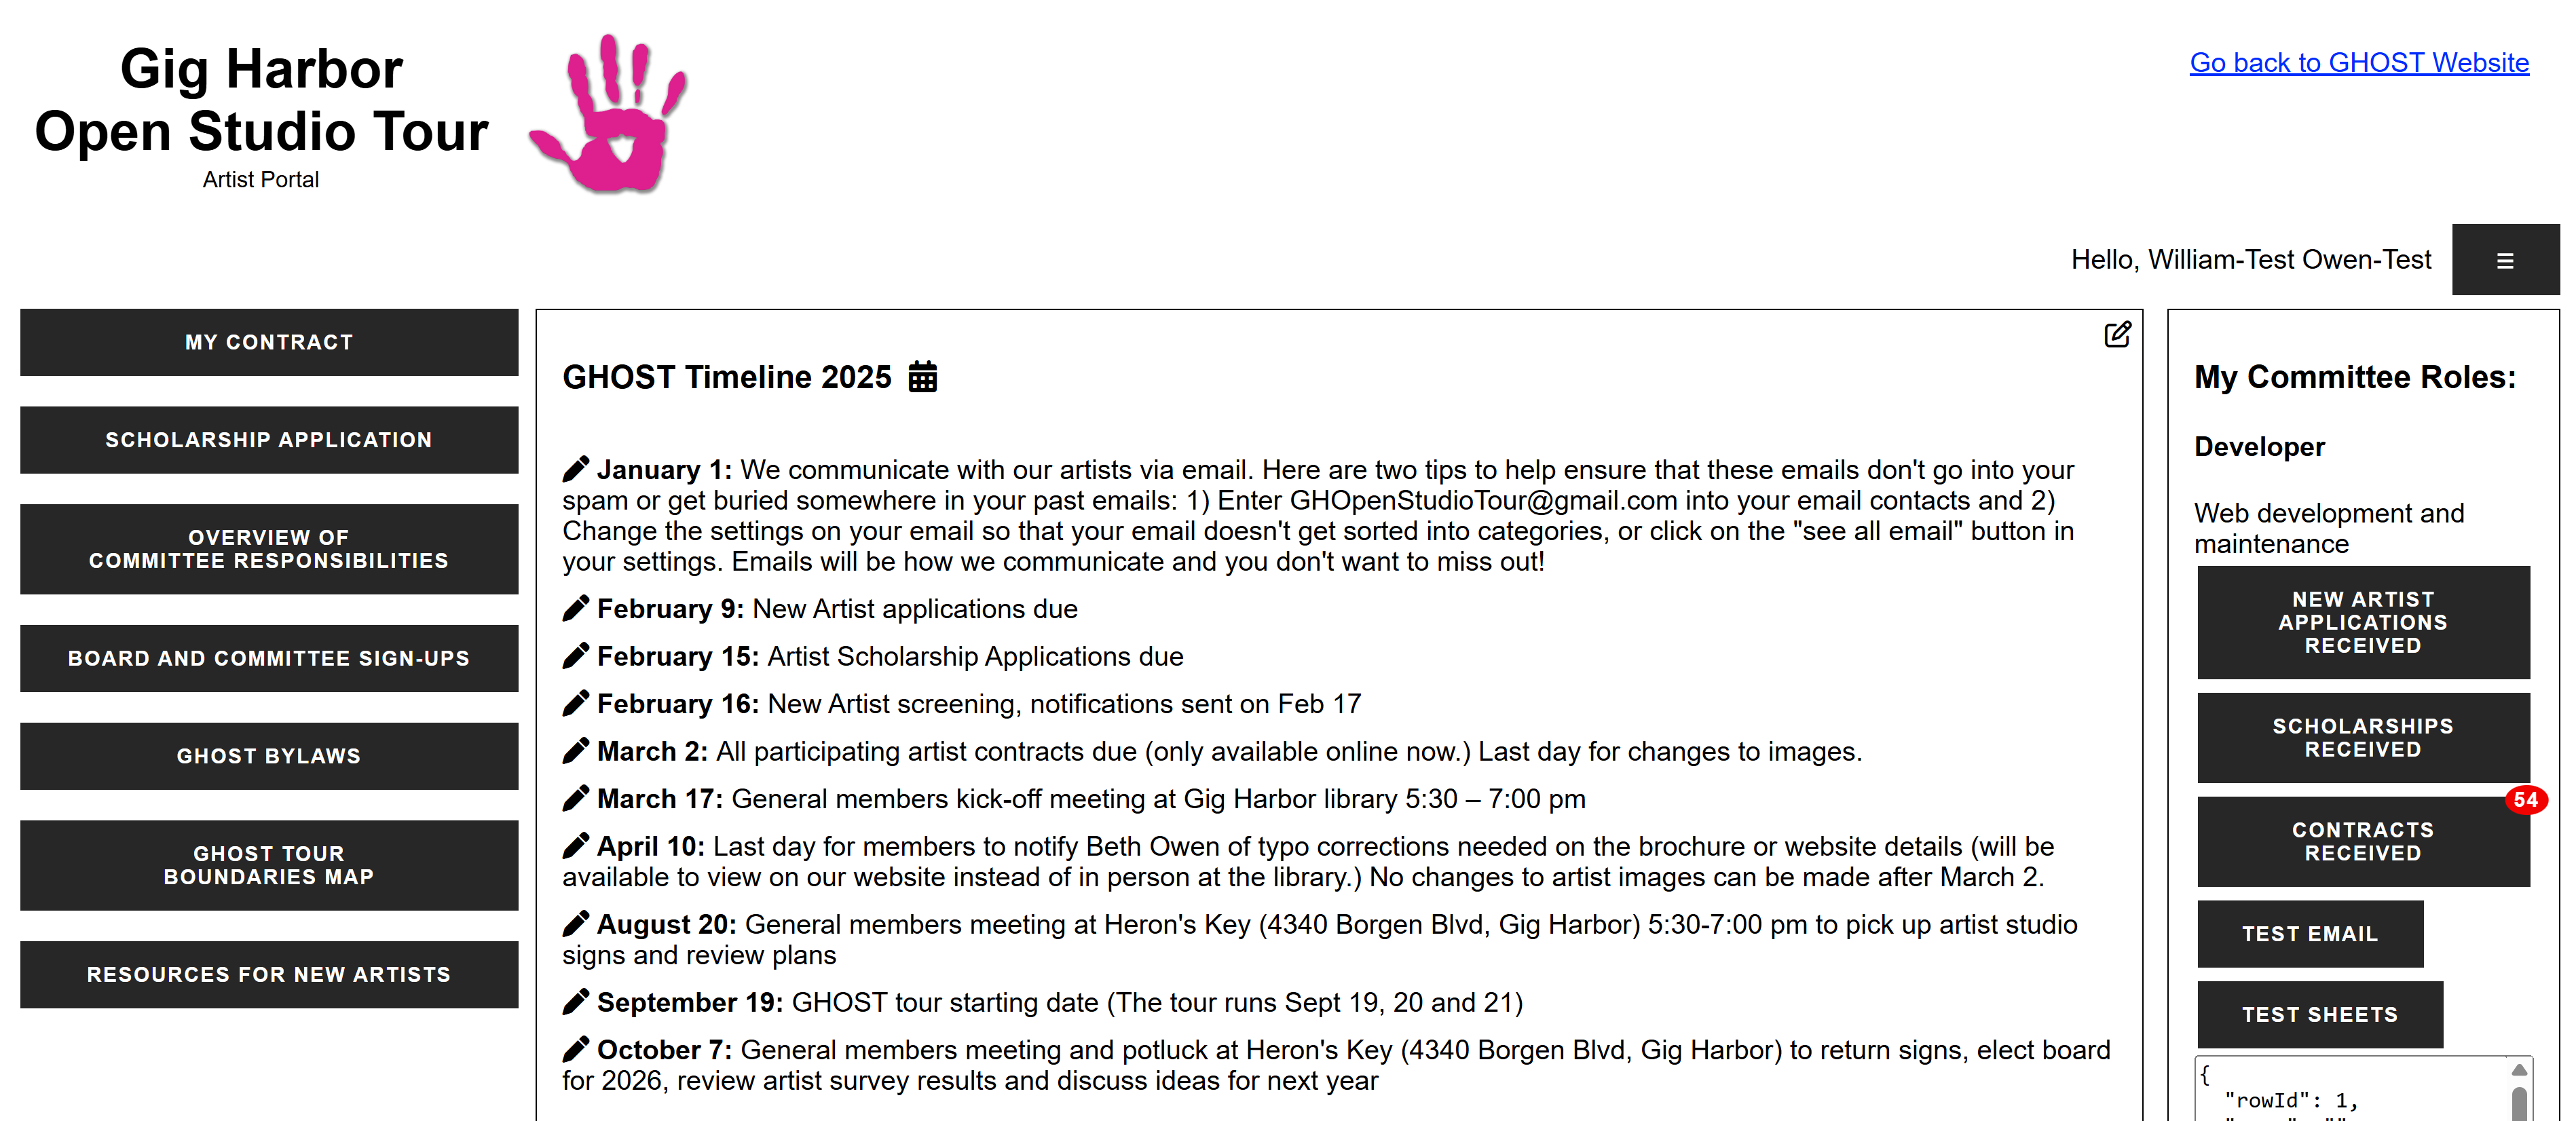 Gig Harbor
Open Studio Tour
Artist Portal
Go back to GHOST Website
Hello, William-Test Owen-Test
☰
MY CONTRACT
SCHOLARSHIP APPLICATION
OVERVIEW OF
COMMITTEE RESPONSIBILITIES
BOARD AND COMMITTEE SIGN-UPS
GHOST BYLAWS
GHOST TOUR
BOUNDARIES MAP
RESOURCES FOR NEW ARTISTS
GHOST Timeline 2025
January 1: We communicate with our artists via email. Here are two tips to help ensure that these emails don't go into your
spam or get buried somewhere in your past emails: 1) Enter GHOpenStudioTour@gmail.com into your email contacts and 2)
Change the settings on your email so that your email doesn't get sorted into categories, or click on the "see all email" button in
your settings. Emails will be how we communicate and you don't want to miss out!
February 9: New Artist applications due
February 15: Artist Scholarship Applications due
February 16: New Artist screening, notifications sent on Feb 17
March 2: All participating artist contracts due (only available online now.) Last day for changes to images.
March 17: General members kick-off meeting at Gig Harbor library 5:30 – 7:00 pm
April 10: Last day for members to notify Beth Owen of typo corrections needed on the brochure or website details (will be
available to view on our website instead of in person at the library.) No changes to artist images can be made after March 2.
August 20: General members meeting at Heron's Key (4340 Borgen Blvd, Gig Harbor) 5:30-7:00 pm to pick up artist studio
signs and review plans
September 19: GHOST tour starting date (The tour runs Sept 19, 20 and 21)
October 7: General members meeting and potluck at Heron's Key (4340 Borgen Blvd, Gig Harbor) to return signs, elect board
for 2026, review artist survey results and discuss ideas for next year
My Committee Roles:
Developer
Web development and
maintenance
NEW ARTIST
APPLICATIONS
RECEIVED
SCHOLARSHIPS
RECEIVED
54
CONTRACTS
RECEIVED
TEST EMAIL
TEST SHEETS
{
"rowId": 1,